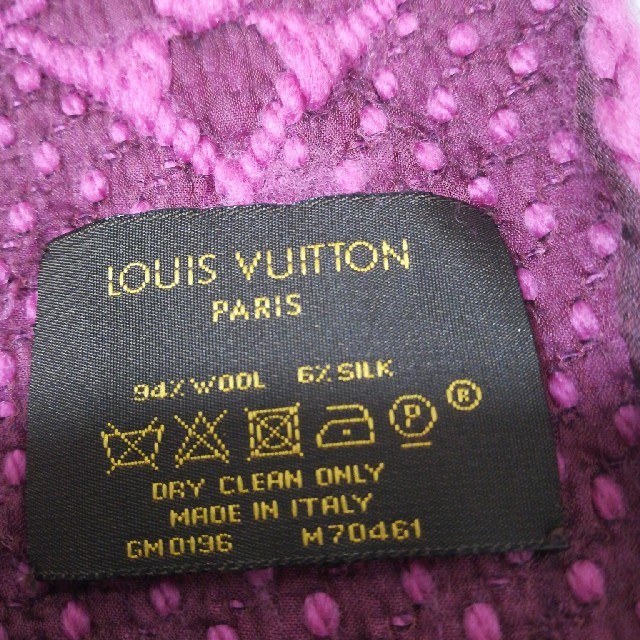 LOUIS VUITTON
PARIS
94% WOOL 6% SILK
P ®
DRY CLEAN ONLY
MADE IN ITALY
GM0196 M70461